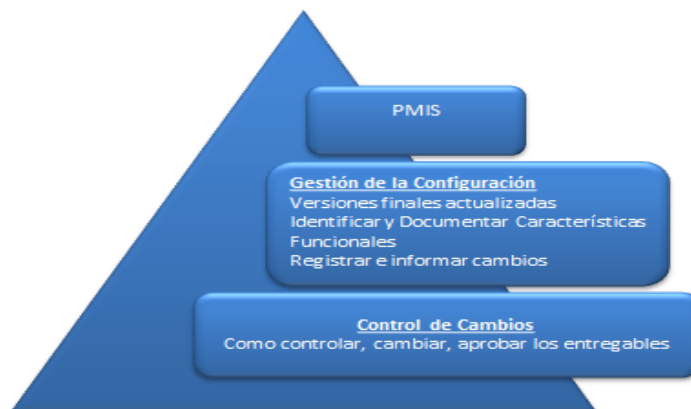 PMIS
Gestión de la Configuración
Versiones finales actualizadas
Identificar y Documentar Características
Funcionales
Registrar e informar cambios
Control de Cambios
Como controlar, cambiar, aprobar los entregables